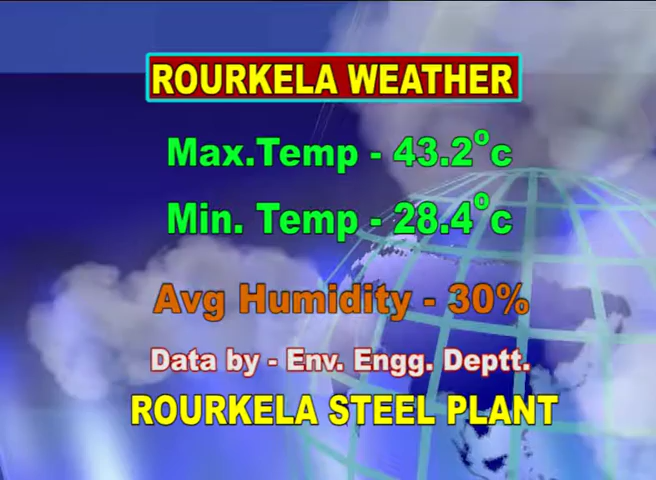 ROURKELA WEATHER
Max.Temp - 43.2°c
Min. Temp - 28.4°c
Avg Humidity - 30%
Data by - Env. Engg. Deptt.
ROURKELA STEEL PLANT